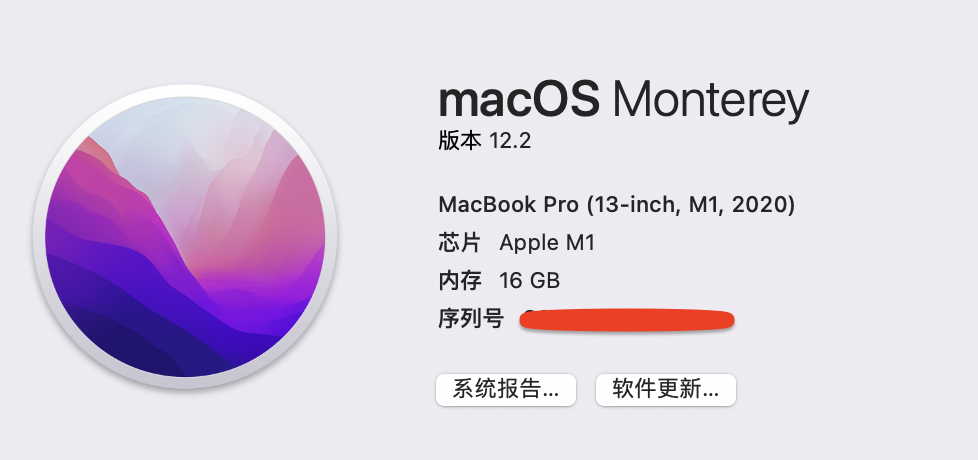 macOS Monterey
版本 12.2
MacBook Pro (13-inch, M1, 2020)
芯片 Apple M1
内存 16 GB
序列号
系统报告... 软件更新...